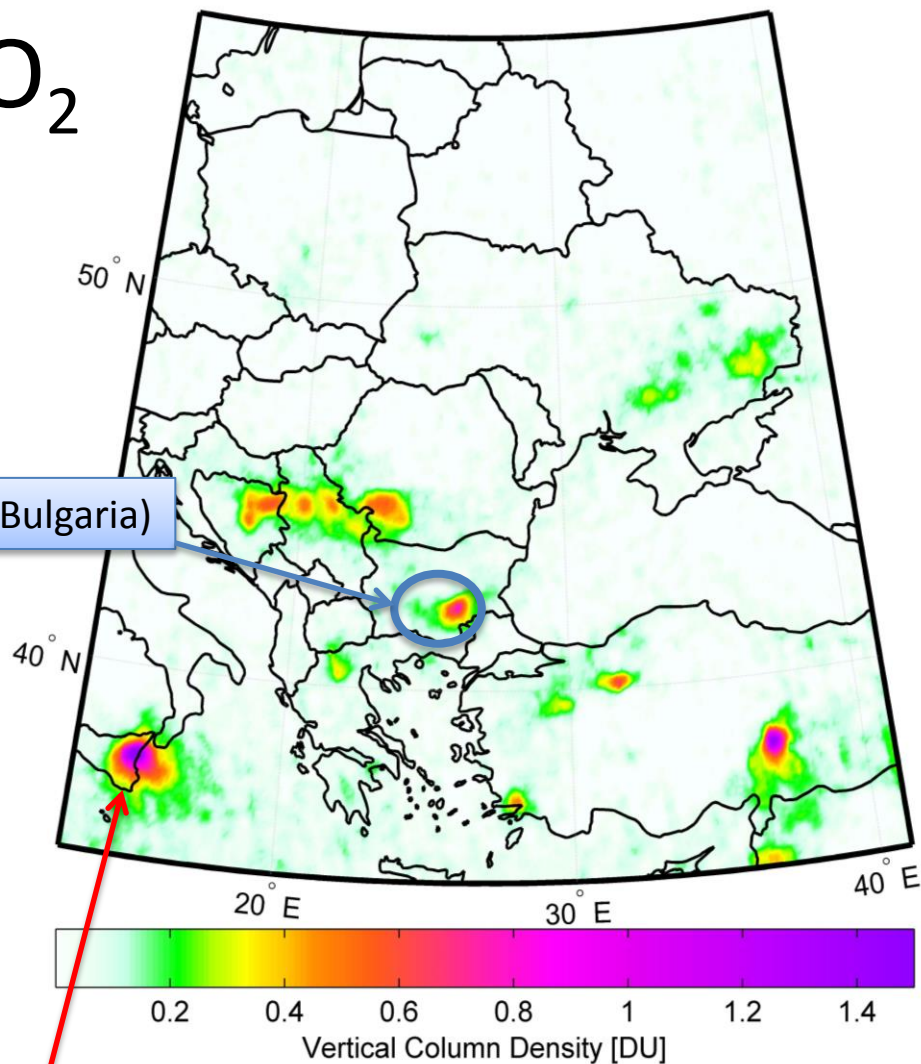 O₂
50° N
Bulgaria)
40° N
20° E
30° E
40° E
0.2 0.4 0.6 0.8 1 1.2 1.4
Vertical Column Density [DU]